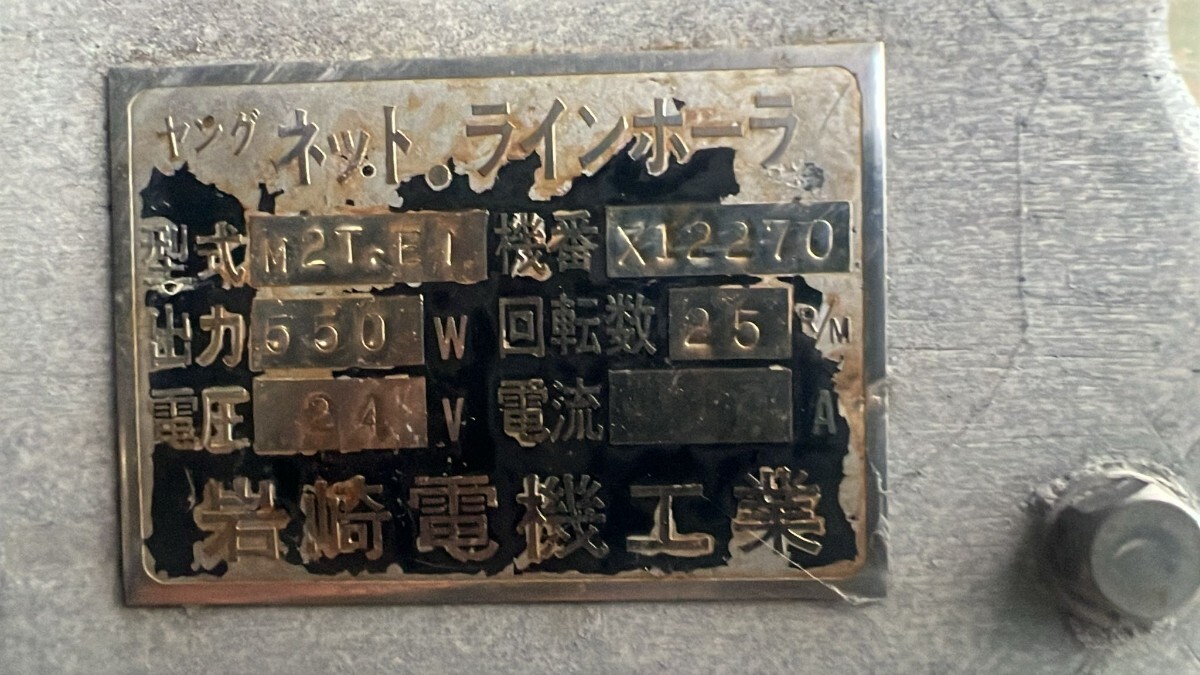 ヤング ネット.ラインホーラ
型式 M2T.E1 機番 X12270
出力 550 W 回転数 25 R/M
電圧 24 V 電流 A
岩崎電機工業